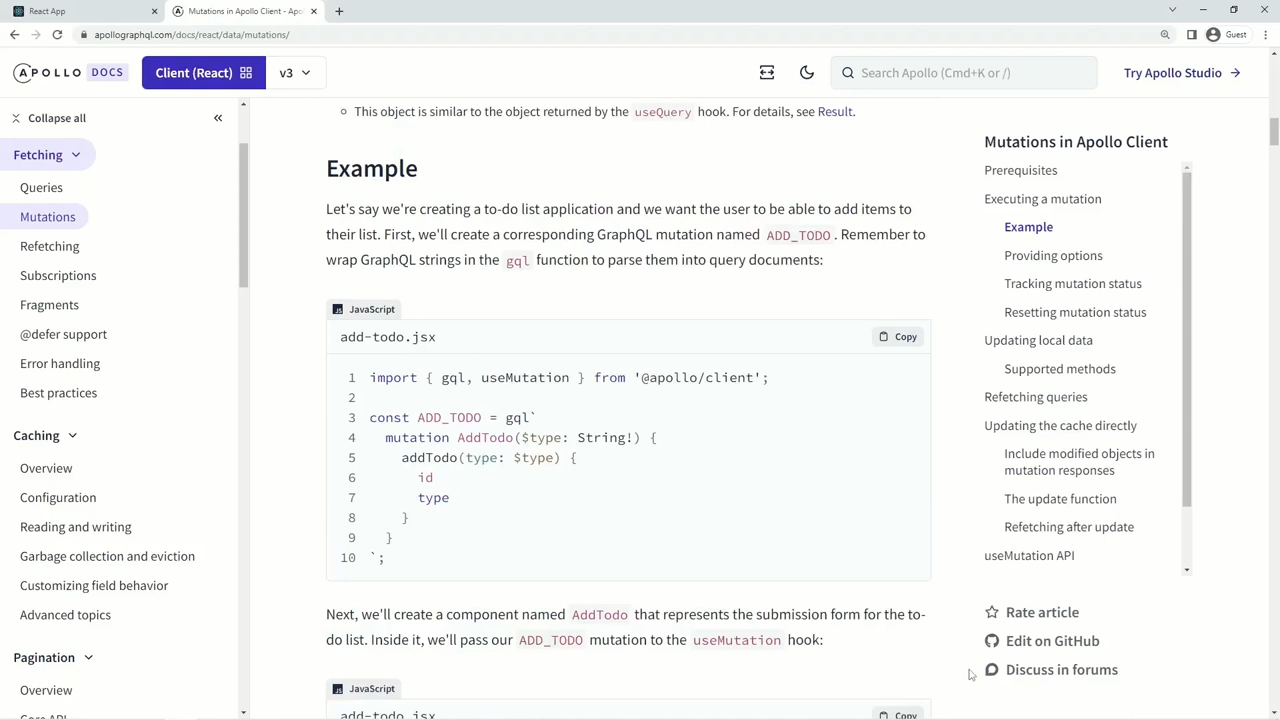 React App
Mutations in Apollo Client - Apo
apollographql.com/docs/react/data/mutations/
Guest
APOLLO DOCS
Client (React)
v3
Search Apollo (Cmd+K or /)
Try Apollo Studio
Collapse all
Fetching
Queries
Mutations
Refetching
Subscriptions
Fragments
@defer support
Error handling
Best practices
Caching
Overview
Configuration
Reading and writing
Garbage collection and eviction
Customizing field behavior
Advanced topics
Pagination
Overview
Core API
This object is similar to the object returned by the useQuery hook. For details, see Result.
Example
Let's say we're creating a to-do list application and we want the user to be able to add items to
their list. First, we'll create a corresponding GraphQL mutation named ADD_TODO. Remember to
wrap GraphQL strings in the gql function to parse them into query documents:
JavaScript
add-todo.jsx
Copy
1 import { gql, useMutation } from '@apollo/client';
2
3 const ADD_TODO = gql`
4 mutation AddTodo($type: String!) {
5 addTodo(type: $type) {
6 id
7 type
8 }
9 }
10 `;
Next, we'll create a component named AddTodo that represents the submission form for the to-
do list. Inside it, we'll pass our ADD_TODO mutation to the useMutation hook:
JavaScript
add-todo.jsx
Copy
Mutations in Apollo Client
Prerequisites
Executing a mutation
Example
Providing options
Tracking mutation status
Resetting mutation status
Updating local data
Supported methods
Refetching queries
Updating the cache directly
Include modified objects in
mutation responses
The update function
Refetching after update
useMutation API
Rate article
Edit on GitHub
Discuss in forums